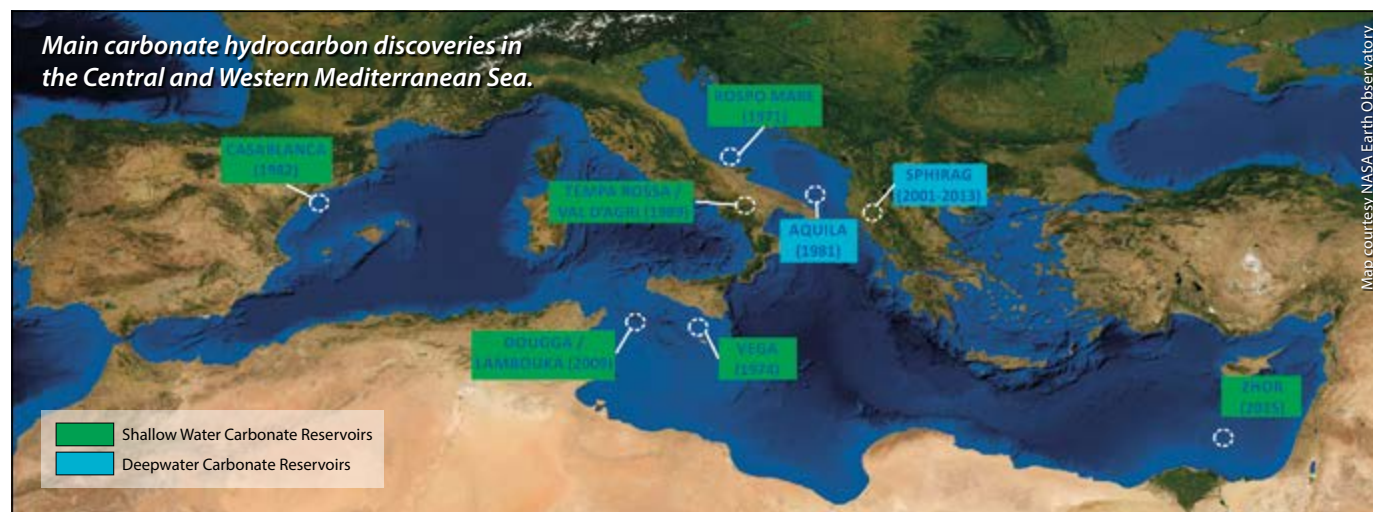 Main carbonate hydrocarbon discoveries in
the Central and Western Mediterranean Sea.
Map courtesy NASA Earth Observatory
ROSPO MARE
(1971)
CASABLANCA
(1982)
SPHIRAG
(2001-2013)
TEMPA ROSSA /
VAL D'AGRI (1989)
AQUILA
(1981)
DOUGGA /
LAMBOUKA (2009)
VEGA
(1974)
ZHOR
(2015)
Shallow Water Carbonate Reservoirs
Deepwater Carbonate Reservoirs